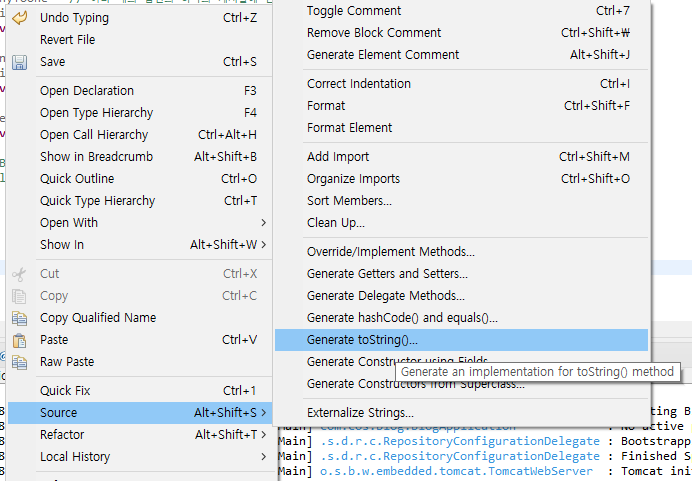 Undo Typing Ctrl+Z
Revert File
Save Ctrl+S
Open Declaration F3
Open Type Hierarchy F4
Open Call Hierarchy Ctrl+Alt+H
Show in Breadcrumb Alt+Shift+B
Quick Outline Ctrl+O
Quick Type Hierarchy Ctrl+T
Open With >
Show In Alt+Shift+W >
Cut Ctrl+X
Copy Ctrl+C
Copy Qualified Name
Paste Ctrl+V
Raw Paste
Quick Fix Ctrl+1
Source Alt+Shift+S >
Refactor Alt+Shift+T >
Local History >
Toggle Comment Ctrl+7
Remove Block Comment Ctrl+Shift+₩
Generate Element Comment Alt+Shift+J
Correct Indentation Ctrl+I
Format Ctrl+Shift+F
Format Element
Add Import Ctrl+Shift+M
Organize Imports Ctrl+Shift+O
Sort Members...
Clean Up...
Override/Implement Methods...
Generate Getters and Setters...
Generate Delegate Methods...
Generate hashCode() and equals()...
Generate toString()...
Generate Constructor using Fields
Generate an implementation for toString() method
Generate Constructors from Superclass...
Externalize Strings...
main] com.cos.blog.BlogApplication : No active
main] .s.d.r.c.RepositoryConfigurationDelegate : Bootstrapp
main] .s.d.r.c.RepositoryConfigurationDelegate : Finished S
main] o.s.b.w.embedded.tomcat.TomcatWebServer : Tomcat init